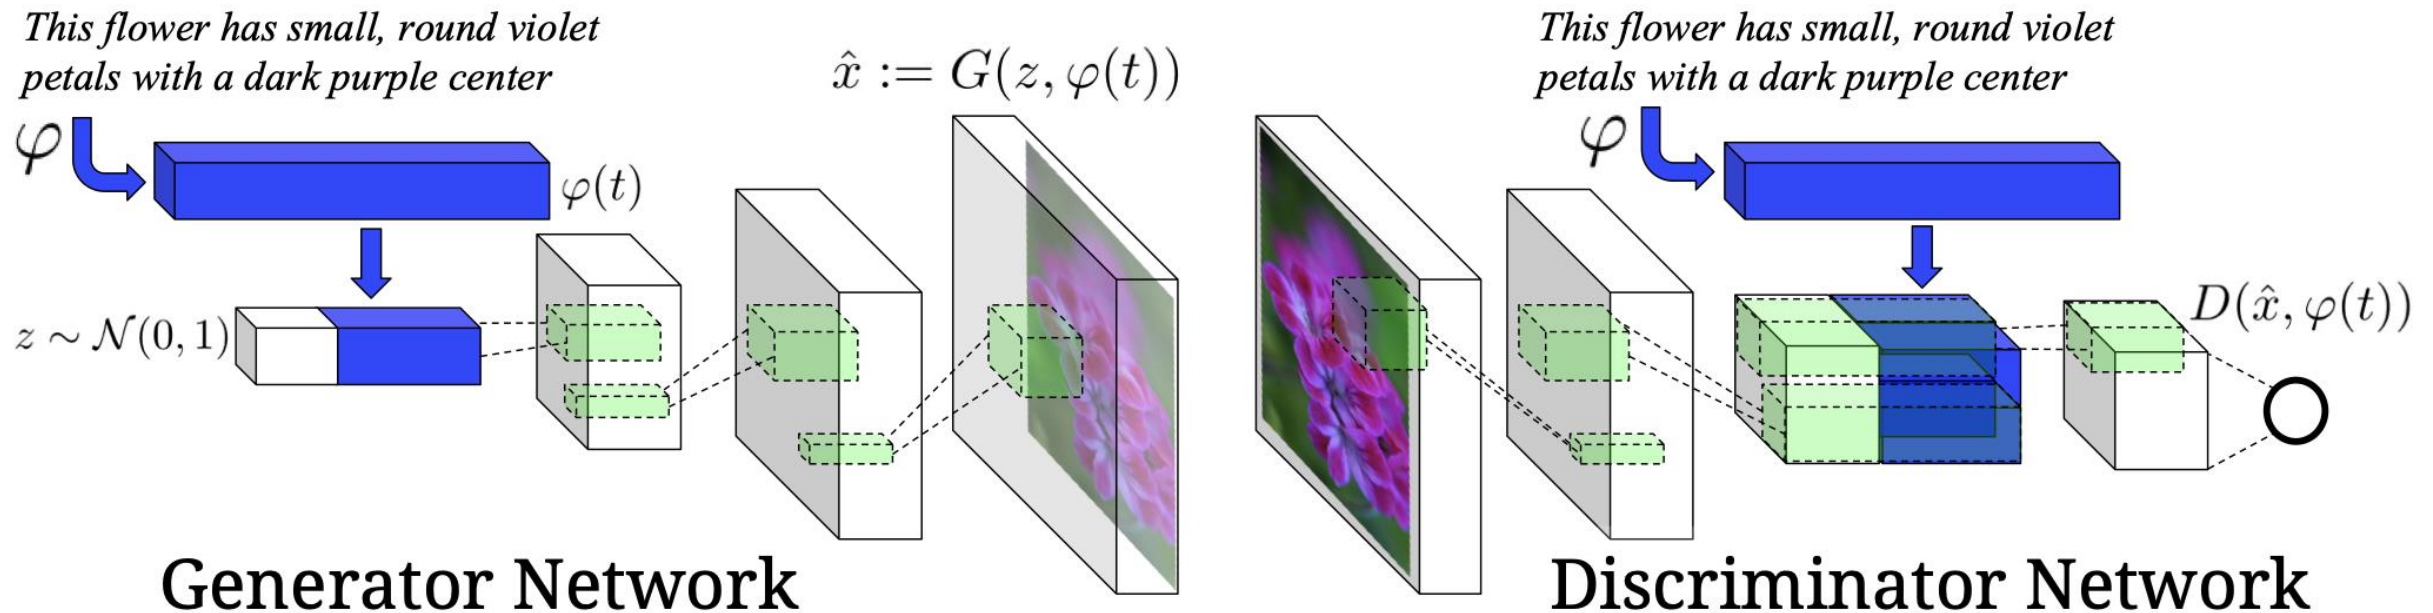 This flower has small, round violet
petals with a dark purple center
φ
φ(t)
z ∼ 𝒩(0, 1)
x̂ := G(z, φ(t))
Generator Network
This flower has small, round violet
petals with a dark purple center
φ
D(x̂, φ(t))
Discriminator Network